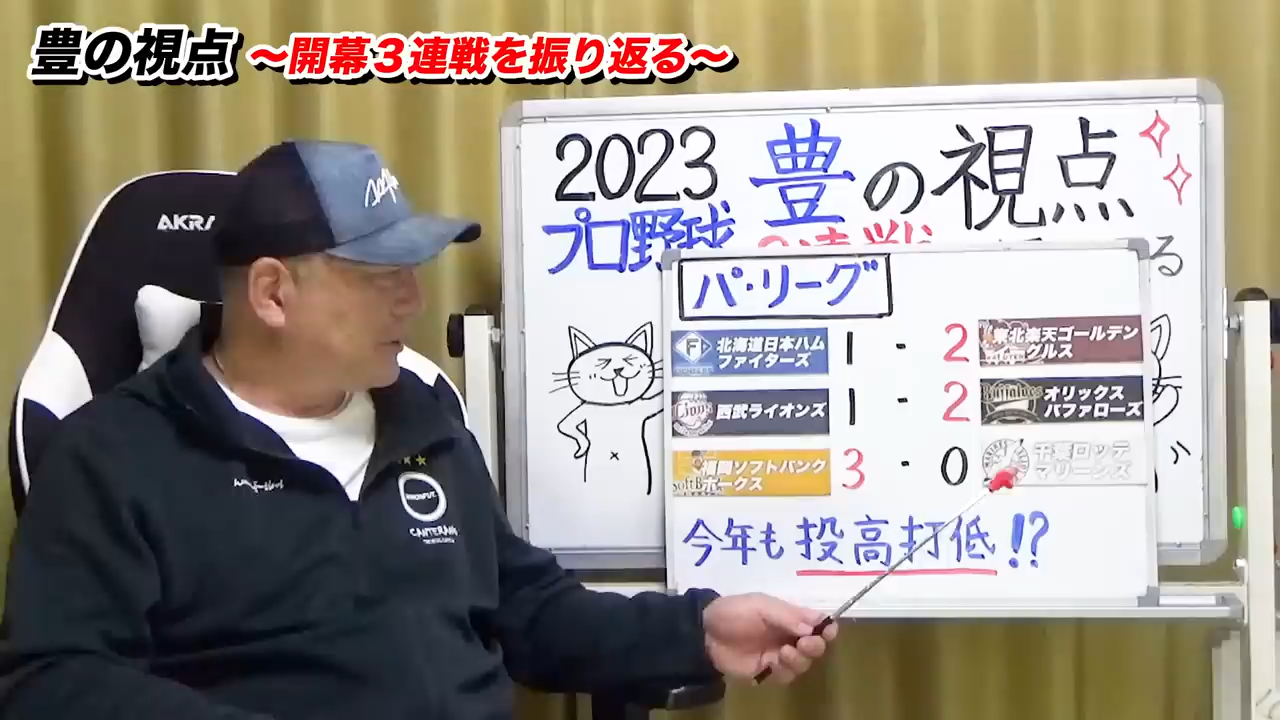 豊の視点 ～開幕３連戦を振り返る～
AKRA
2023 豊の視点
プロ野球
る
パ・リーグ
北海道日本ハム
ファイターズ
1 - 2
東北楽天ゴールデン
グルス
Lions
西武ライオンズ
1 - 2
Buffaloes
オリックス
バファローズ
SoftB
福岡ソフトバンク
ホークス
3 - 0
千葉ロッテ
マリーンズ
今年も投高打低!?
CANTERA